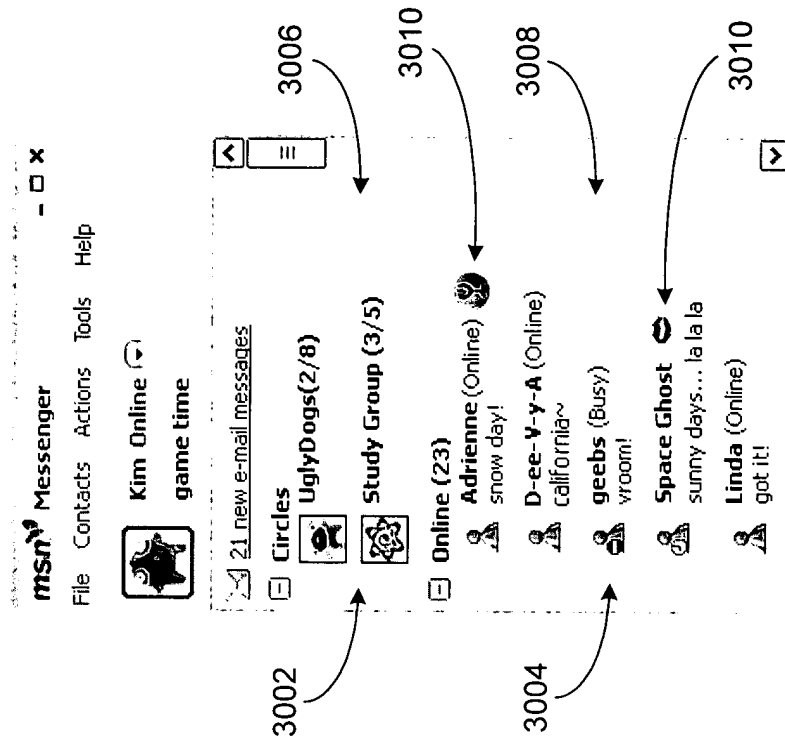 msn Messenger
File Contacts Actions Tools Help
Kim Online
game time
21 new e-mail messages
Circles
UglyDogs(2/8)
Study Group (3/5)
Online (23)
Adrienne (Online)
snow day!
D-ee-V-y-A (Online)
california~
geebs (Busy)
vroom!
Space Ghost
sunny days... la la la
Linda (Online)
got it!
3002
3004
3006
3010
3008
3010